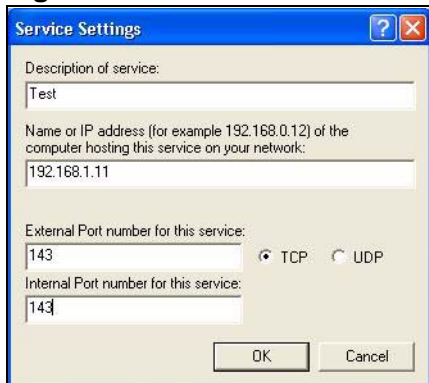 Service Settings
Description of service:
Test
Name or IP address (for example 192.168.0.12) of the
computer hosting this service on your network:
192.168.1.11
External Port number for this service:
143
TCP
UDP
Internal Port number for this service:
143
OK
Cancel